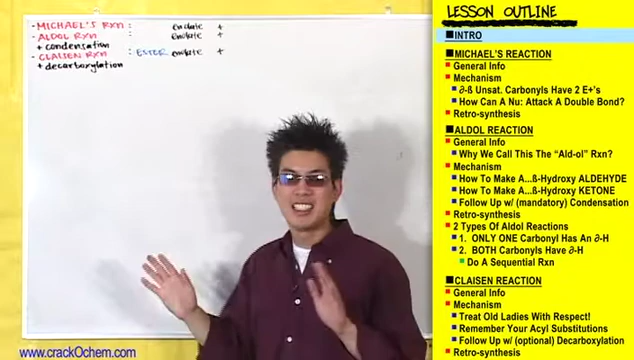 - MICHAEL'S RXN : enolate +
- ALDOL RXN : enolate +
+ condensation
- CLAISEN RXN : ESTER enolate +
+ decarboxylation
www.crackOchem.com
LESSON OUTLINE
INTRO
MICHAEL'S REACTION
General Info
Mechanism
∂-ß Unsat. Carbonyls Have 2 E+'s
How Can A Nu: Attack A Double Bond?
Retro-synthesis
ALDOL REACTION
General Info
Why We Call This The “Ald-ol” Rxn?
Mechanism
How To Make A...ß-Hydroxy ALDEHYDE
How To Make A...ß-Hydroxy KETONE
Follow Up w/ (mandatory) Condensation
Retro-synthesis
2 Types Of Aldol Reactions
1. ONLY ONE Carbonyl Has An ∂-H
2. BOTH Carbonyls Have ∂-H
Do A Sequential Rxn
CLAISEN REACTION
General Info
Mechanism
Treat Old Ladies With Respect!
Remember Your Acyl Substitutions
Follow Up w/ (optional) Decarboxylation
Retro-synthesis